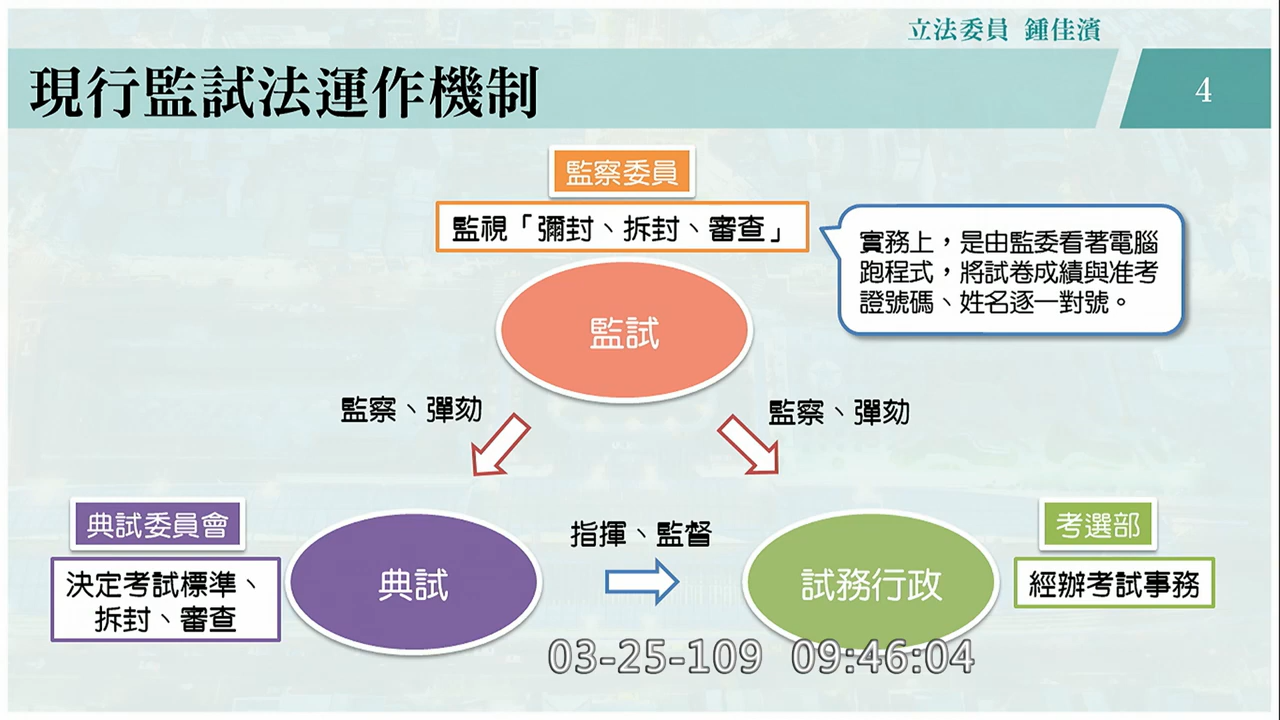 立法委員 鍾佳濱
現行監試法運作機制
4
監察委員
監視「彌封、拆封、審查」
實務上，是由監委看著電腦
跑程式，將試卷成績與准考
證號碼、姓名逐一對號。
監試
監察、彈劾
監察、彈劾
典試委員會
決定考試標準、
拆封、審查
典試
指揮、監督
試務行政
考選部
經辦考試事務
03-25-109 09:46:04